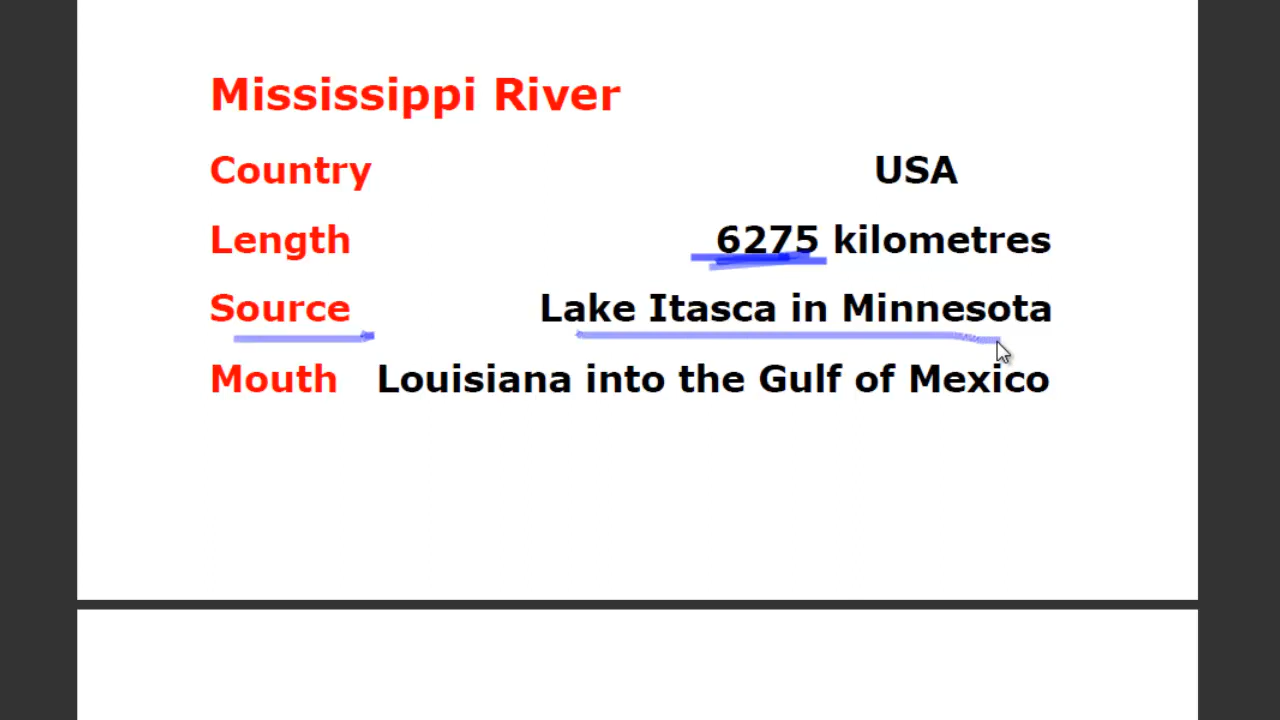 Mississippi River
Country USA
Length 6275 kilometres
Source Lake Itasca in Minnesota
Mouth Louisiana into the Gulf of Mexico